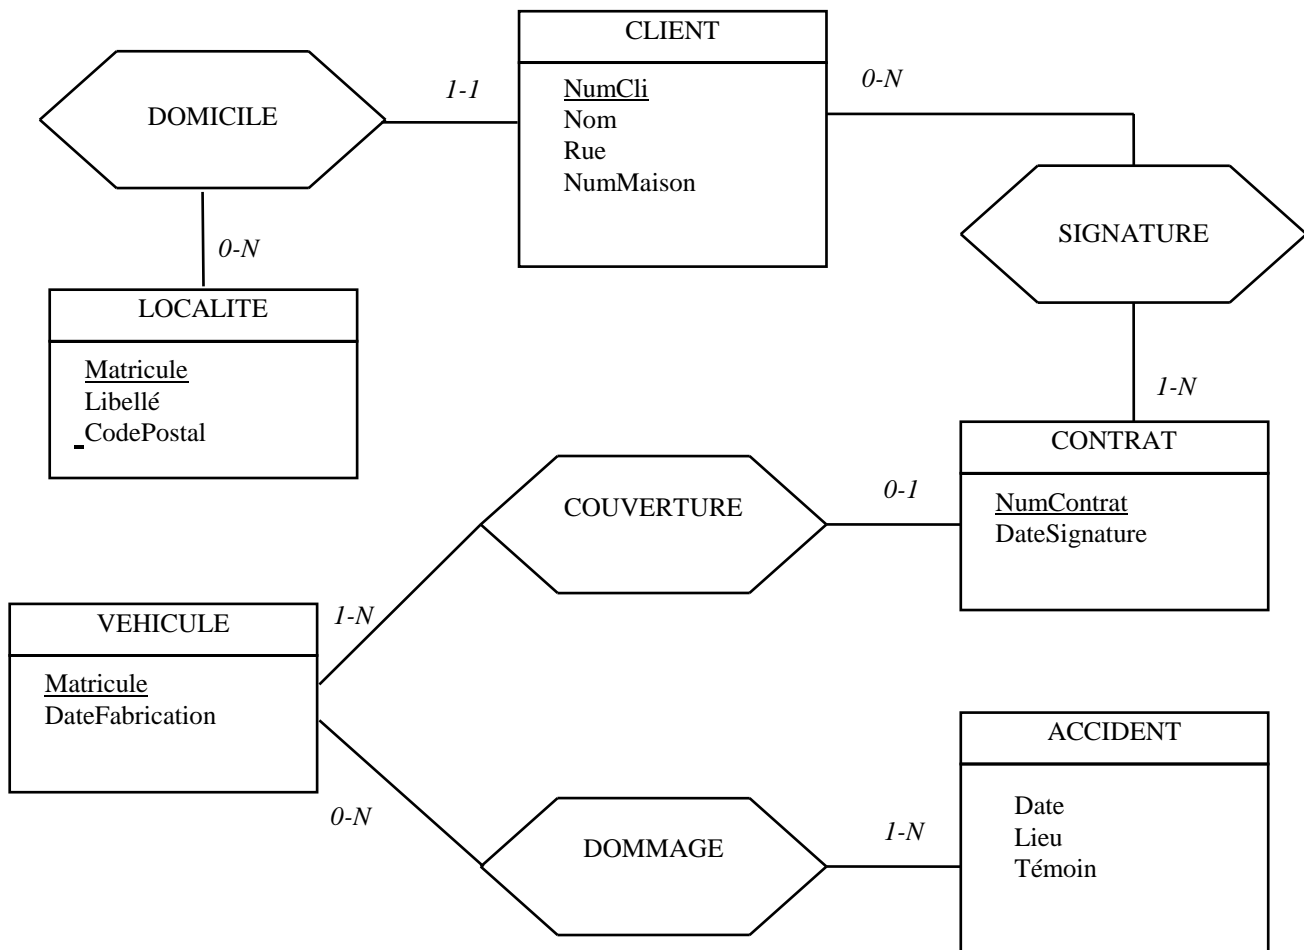 CLIENT
NumCli
Nom
Rue
NumMaison
DOMICILE
1-1
0-N
0-N
SIGNATURE
1-N
LOCALITE
Matricule
Libellé
CodePostal
CONTRAT
NumContrat
DateSignature
COUVERTURE
0-1
1-N
VEHICULE
Matricule
DateFabrication
0-N
DOMMAGE
1-N
ACCIDENT
Date
Lieu
Témoin